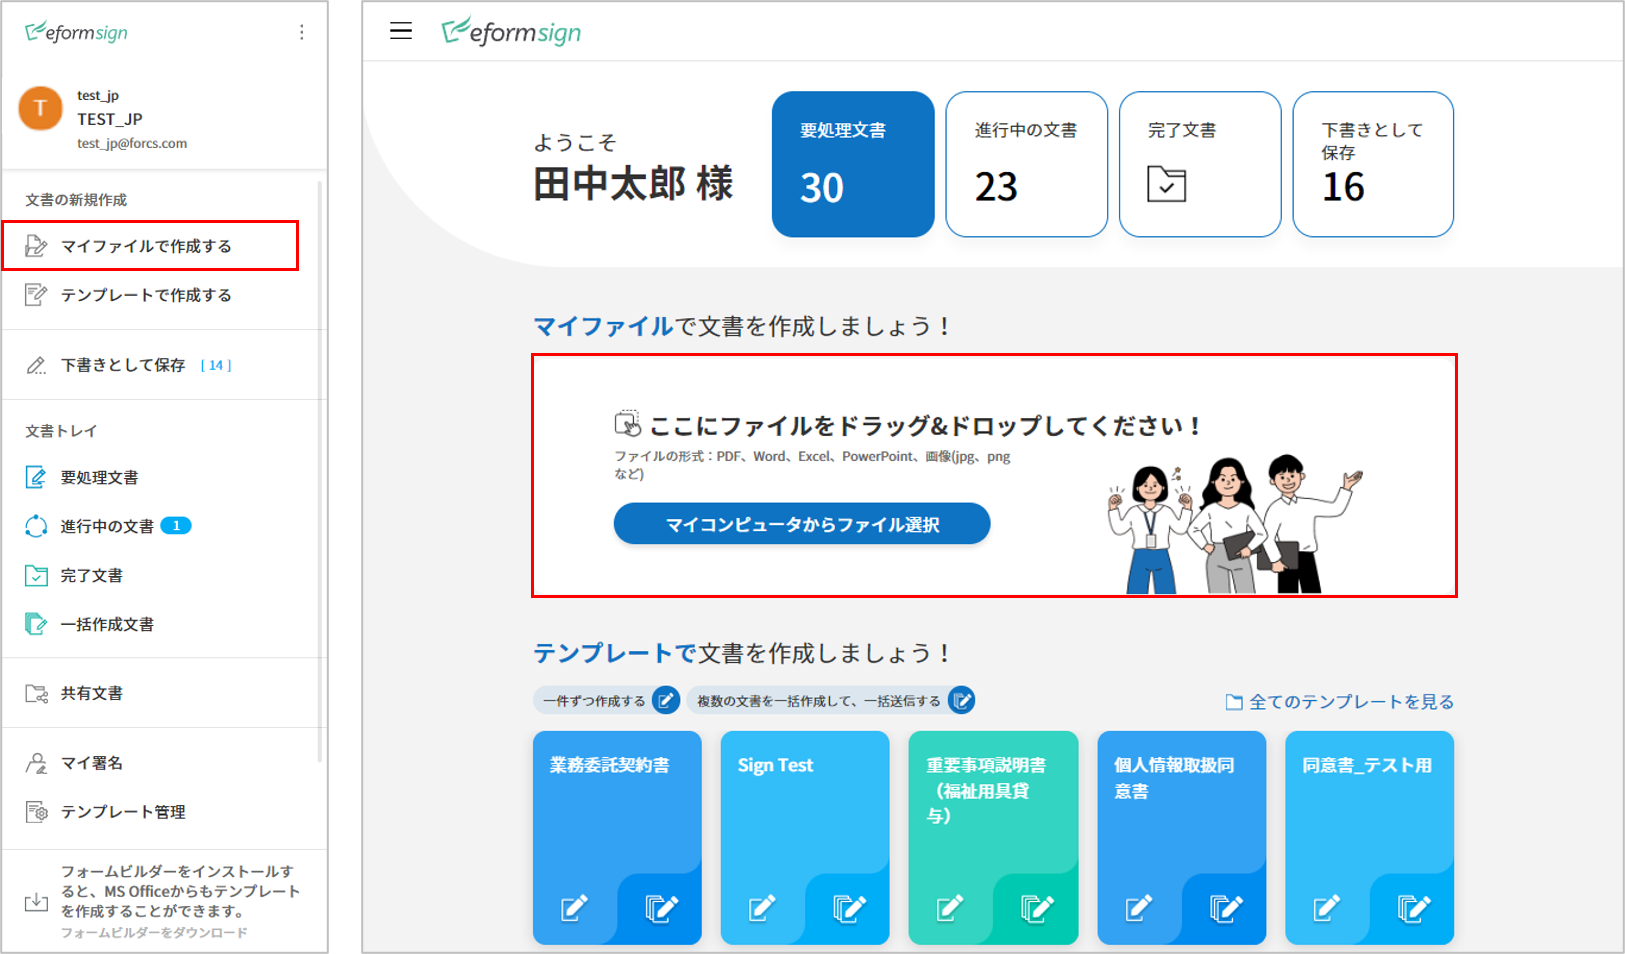 eformsign
T
test_jp
TEST_JP
test_jp@forcs.com
文書の新規作成
マイファイルで作成する
テンプレートで作成する
下書きとして保存 [ 14 ]
文書トレイ
要処理文書
進行中の文書 1
完了文書
一括作成文書
共有文書
マイ署名
テンプレート管理
フォームビルダーをインストールす
ると、MS Officeからもテンプレート
を作成することができます。
フォームビルダーをダウンロード
eformsign
ようこそ
田中太郎 様
要処理文書
30
進行中の文書
23
完了文書
下書きとして
保存
16
マイファイルで文書を作成しましょう！
ここにファイルをドラッグ&ドロップしてください！
ファイルの形式：PDF、Word、Excel、PowerPoint、画像(jpg、png
など)
マイコンピュータからファイル選択
テンプレートで文書を作成しましょう！
一件ずつ作成する
複数の文書を一括作成して、一括送信する
全てのテンプレートを見る
業務委託契約書
Sign Test
重要事項説明書
（福祉用具貸
与）
個人情報取扱同
意書
同意書_テスト用